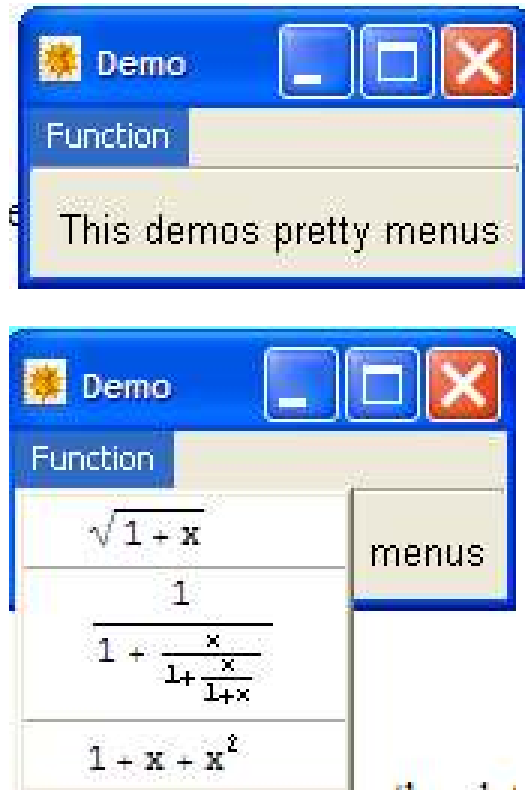 Demo
Function
This demos pretty menus
Demo
Function
√(1 + x)
menus
1/(1 + x/(1+x/(1+x)))
1 + x + x²